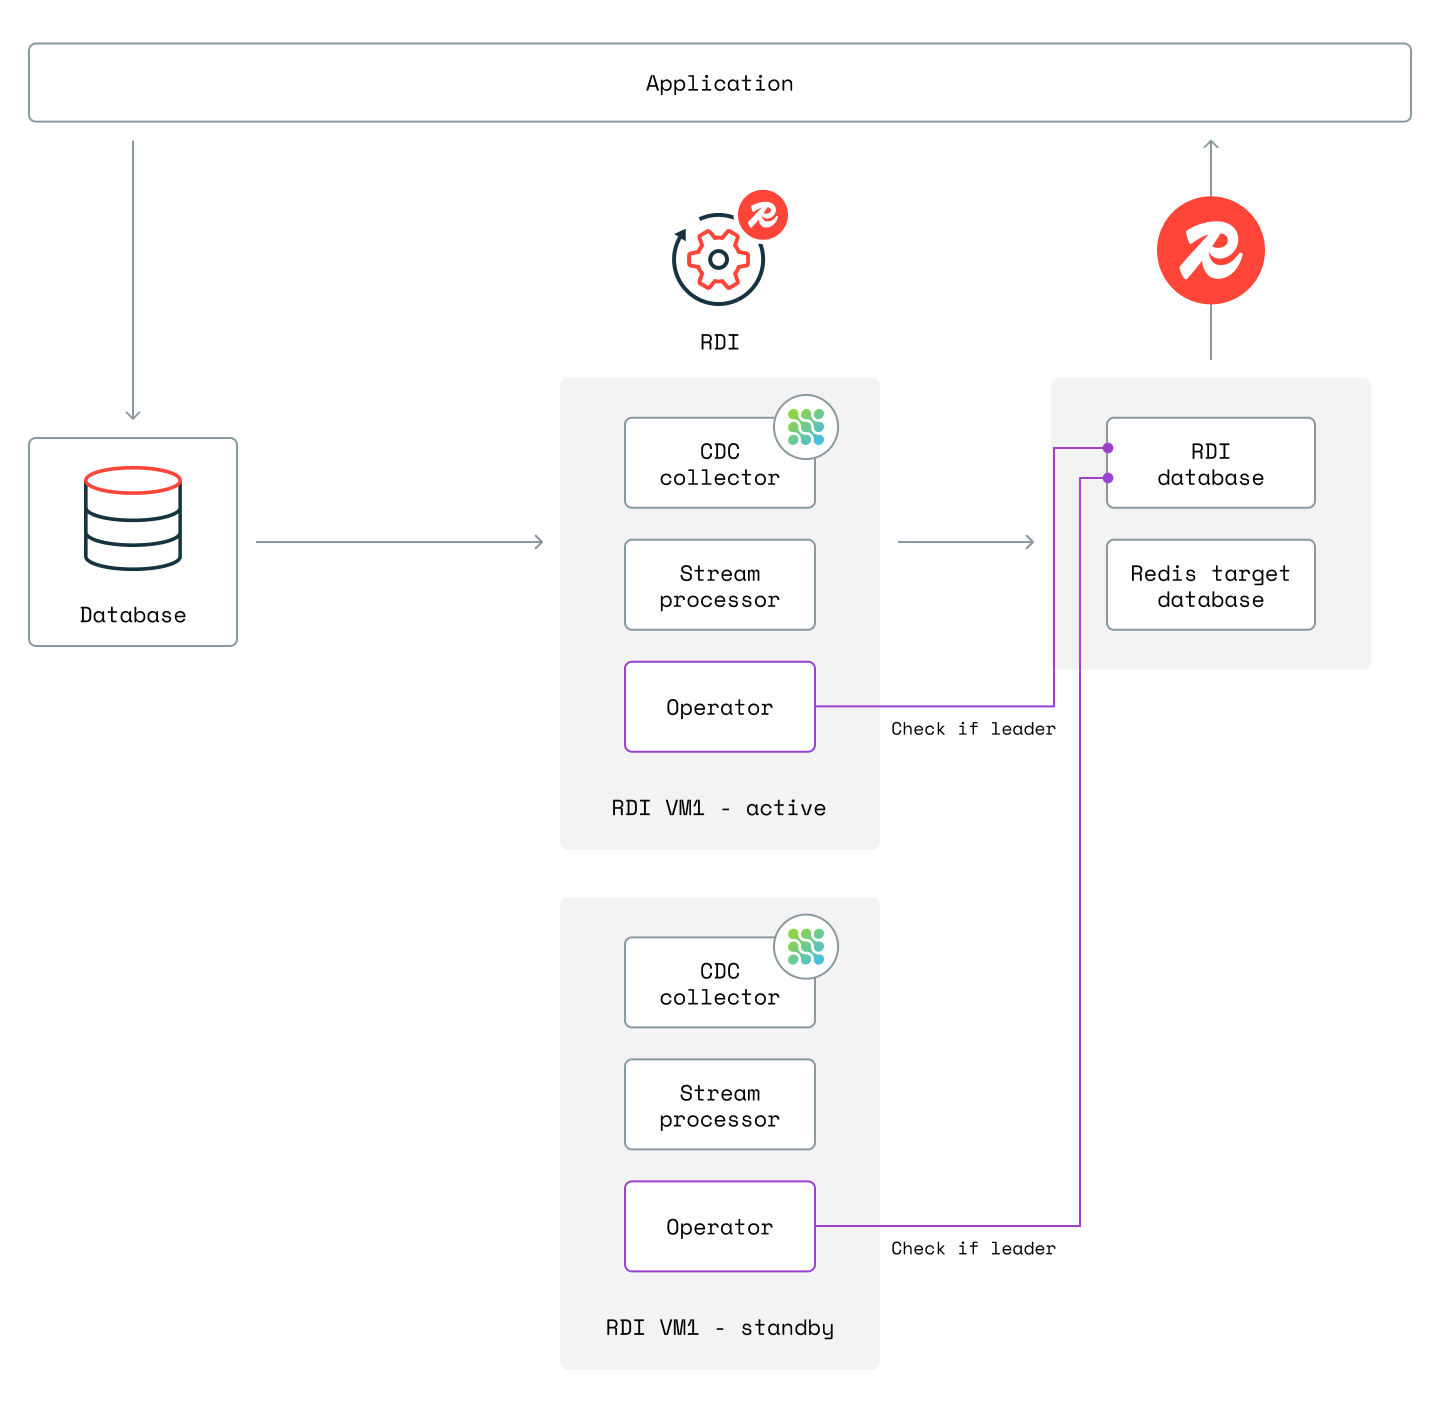 Application
RDI
Database
CDC
collector
Stream
processor
Operator
RDI VM1 - active
Check if leader
RDI
database
Redis target
database
CDC
collector
Stream
processor
Operator
RDI VM1 - standby
Check if leader